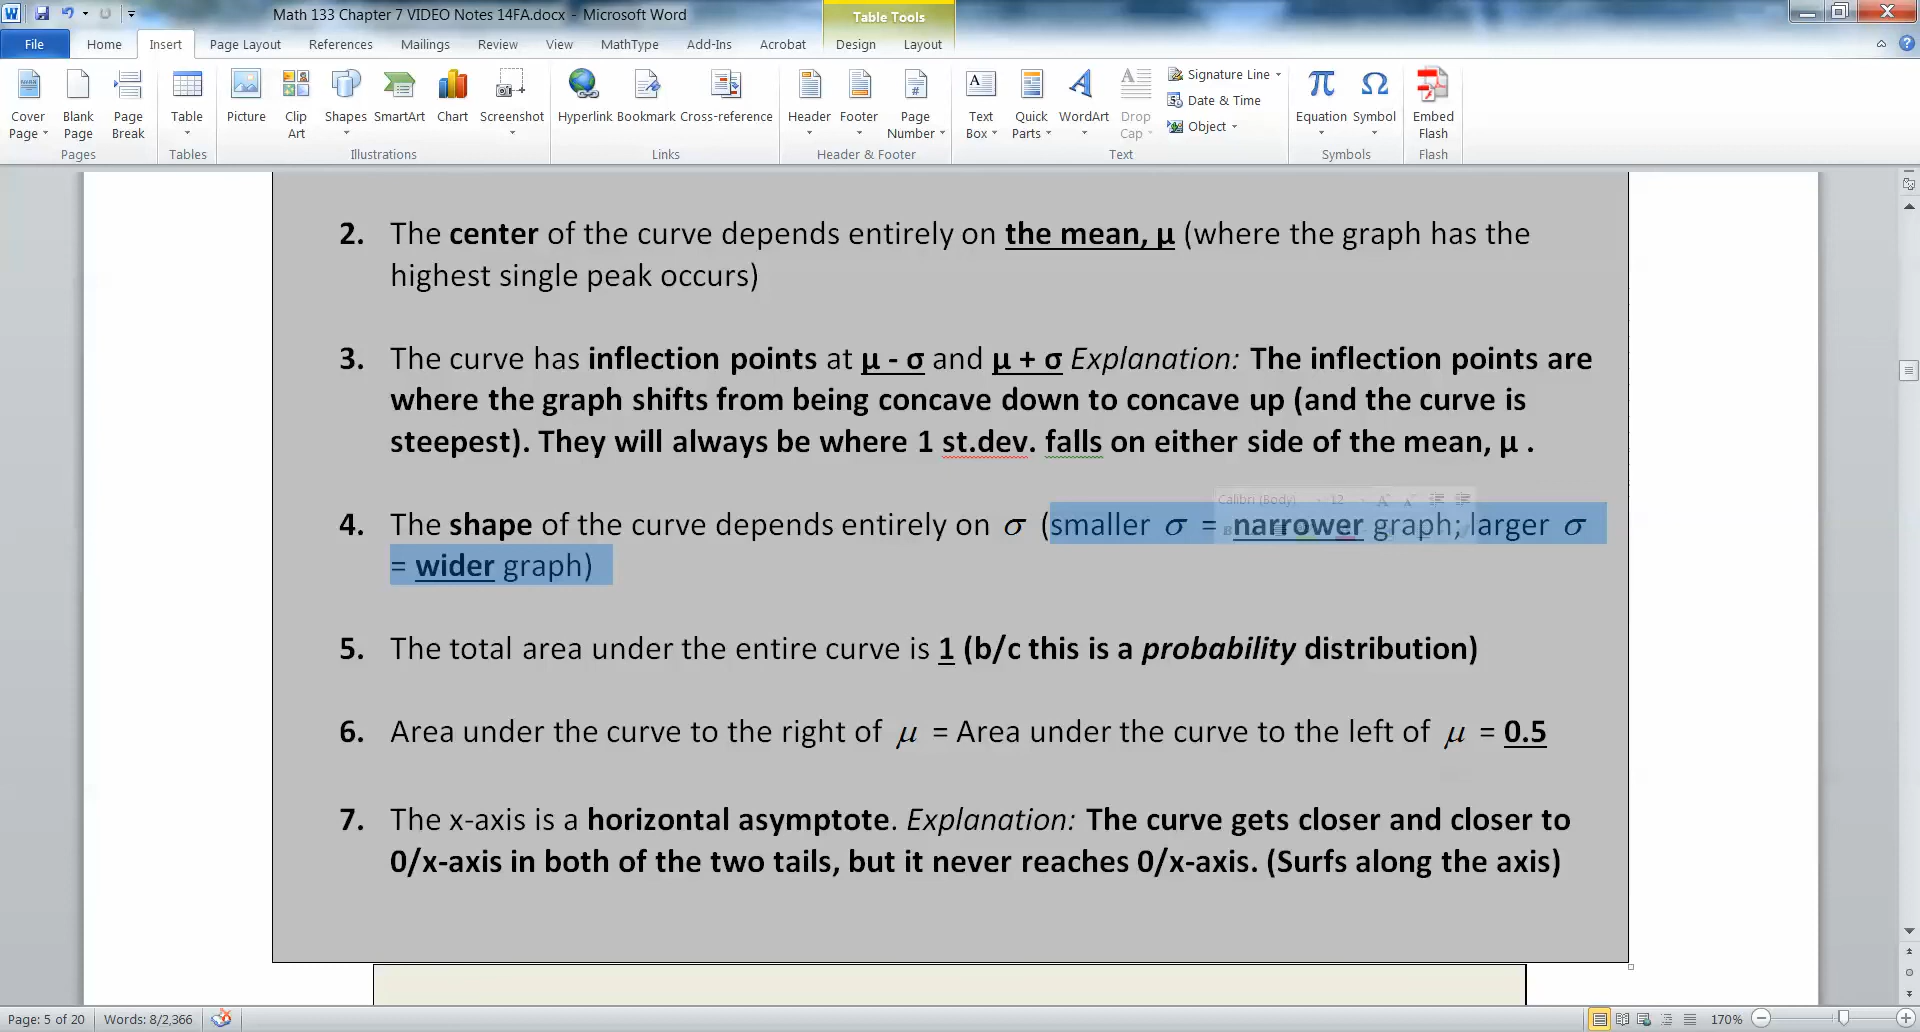 Math 133 Chapter 7 VIDEO Notes 14FA.docx - Microsoft Word
Table Tools
File Home Insert Page Layout References Mailings Review View MathType Add-Ins Acrobat Design Layout
Cover Page
Blank Page
Page Break
Table
Picture
Clip Art
Shapes
SmartArt
Chart
Screenshot
Hyperlink
Bookmark
Cross-reference
Header
Footer
Page Number
Text Box
Quick Parts
WordArt
Drop Cap
Signature Line
Date & Time
Object
Equation
Symbol
Embed Flash
Pages Tables Illustrations Links Header & Footer Text Symbols Flash
2. The center of the curve depends entirely on the mean, μ (where the graph has the
highest single peak occurs)
3. The curve has inflection points at μ - σ and μ + σ Explanation: The inflection points are
where the graph shifts from being concave down to concave up (and the curve is
steepest). They will always be where 1 st.dev. falls on either side of the mean, μ .
Calibri (Body) 12
4. The shape of the curve depends entirely on σ (smaller σ = narrower graph; larger σ
= wider graph)
5. The total area under the entire curve is 1 (b/c this is a probability distribution)
6. Area under the curve to the right of μ = Area under the curve to the left of μ = 0.5
7. The x-axis is a horizontal asymptote. Explanation: The curve gets closer and closer to
0/x-axis in both of the two tails, but it never reaches 0/x-axis. (Surfs along the axis)
Page: 5 of 20 Words: 8/2,366 170%